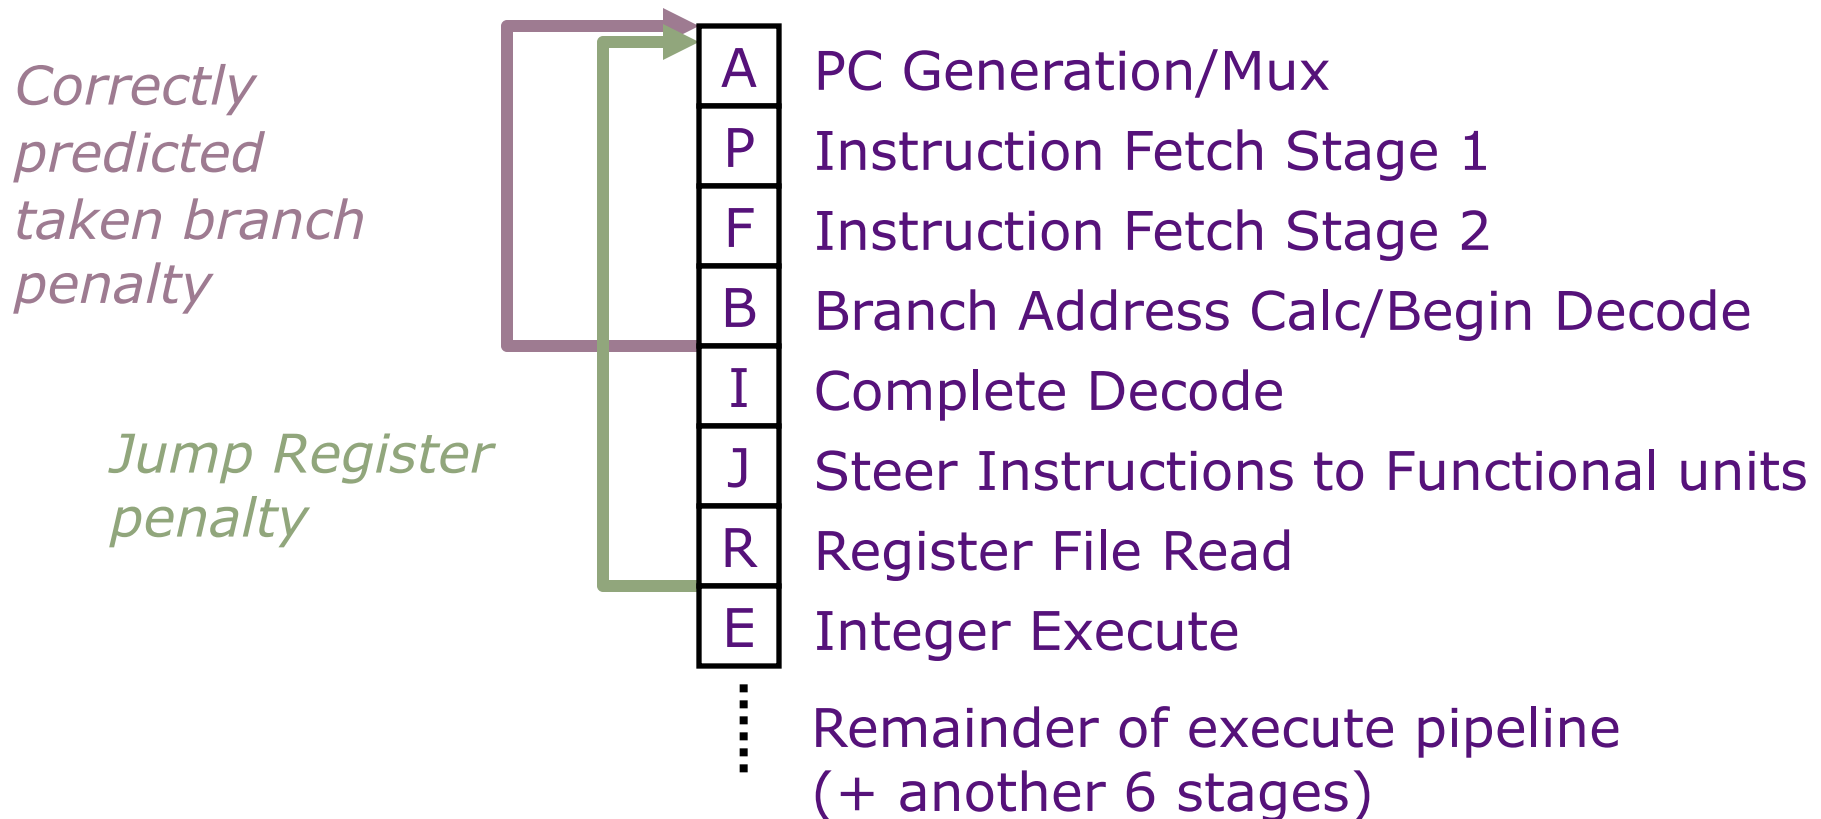 Correctly
predicted
taken branch
penalty
Jump Register
penalty
A PC Generation/Mux
P Instruction Fetch Stage 1
F Instruction Fetch Stage 2
B Branch Address Calc/Begin Decode
I Complete Decode
J Steer Instructions to Functional units
R Register File Read
E Integer Execute
Remainder of execute pipeline
(+ another 6 stages)